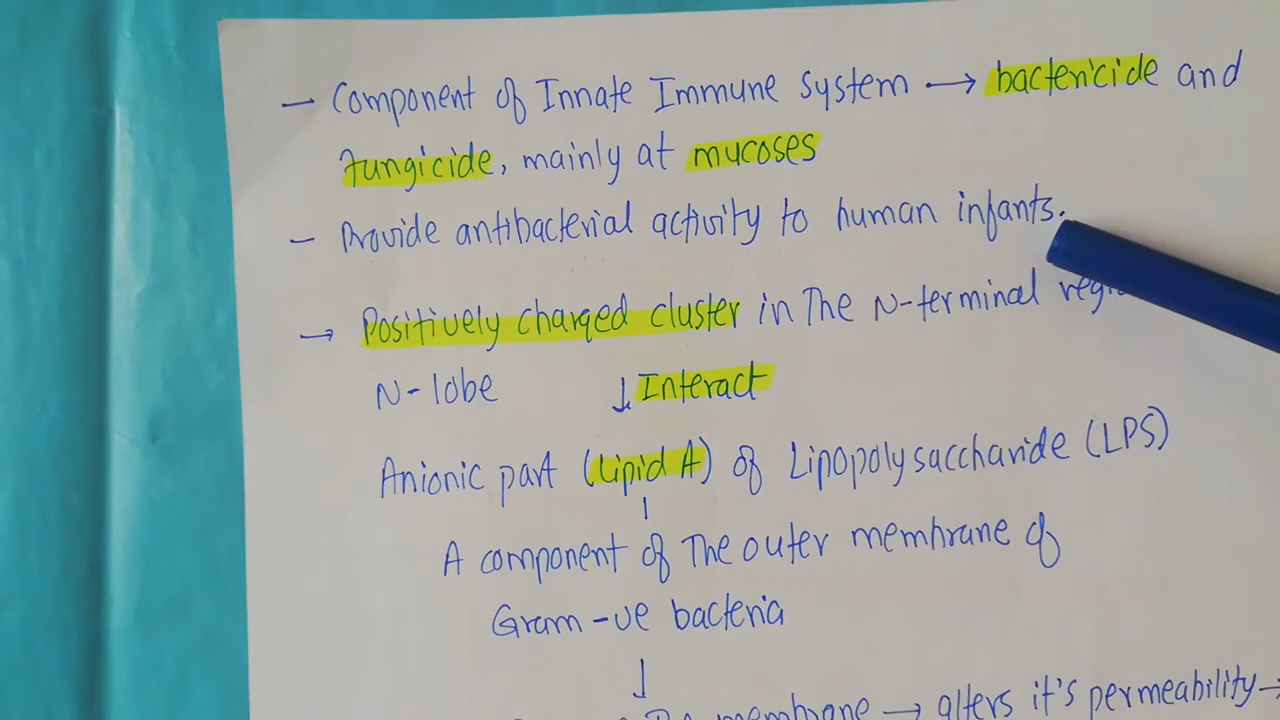 – Component of Innate Immune System → bactericide and
fungicide, mainly at mucoses
– Provide antibacterial activity to human infants.
→ Positively charged cluster in The N-terminal
N-lobe ↓ Interact
Anionic part (Lipid A) of Lipopolysaccharide (LPS)
A component of The outer membrane of
Gram -ve bacteria
↓
membrane → alters it's permeability →